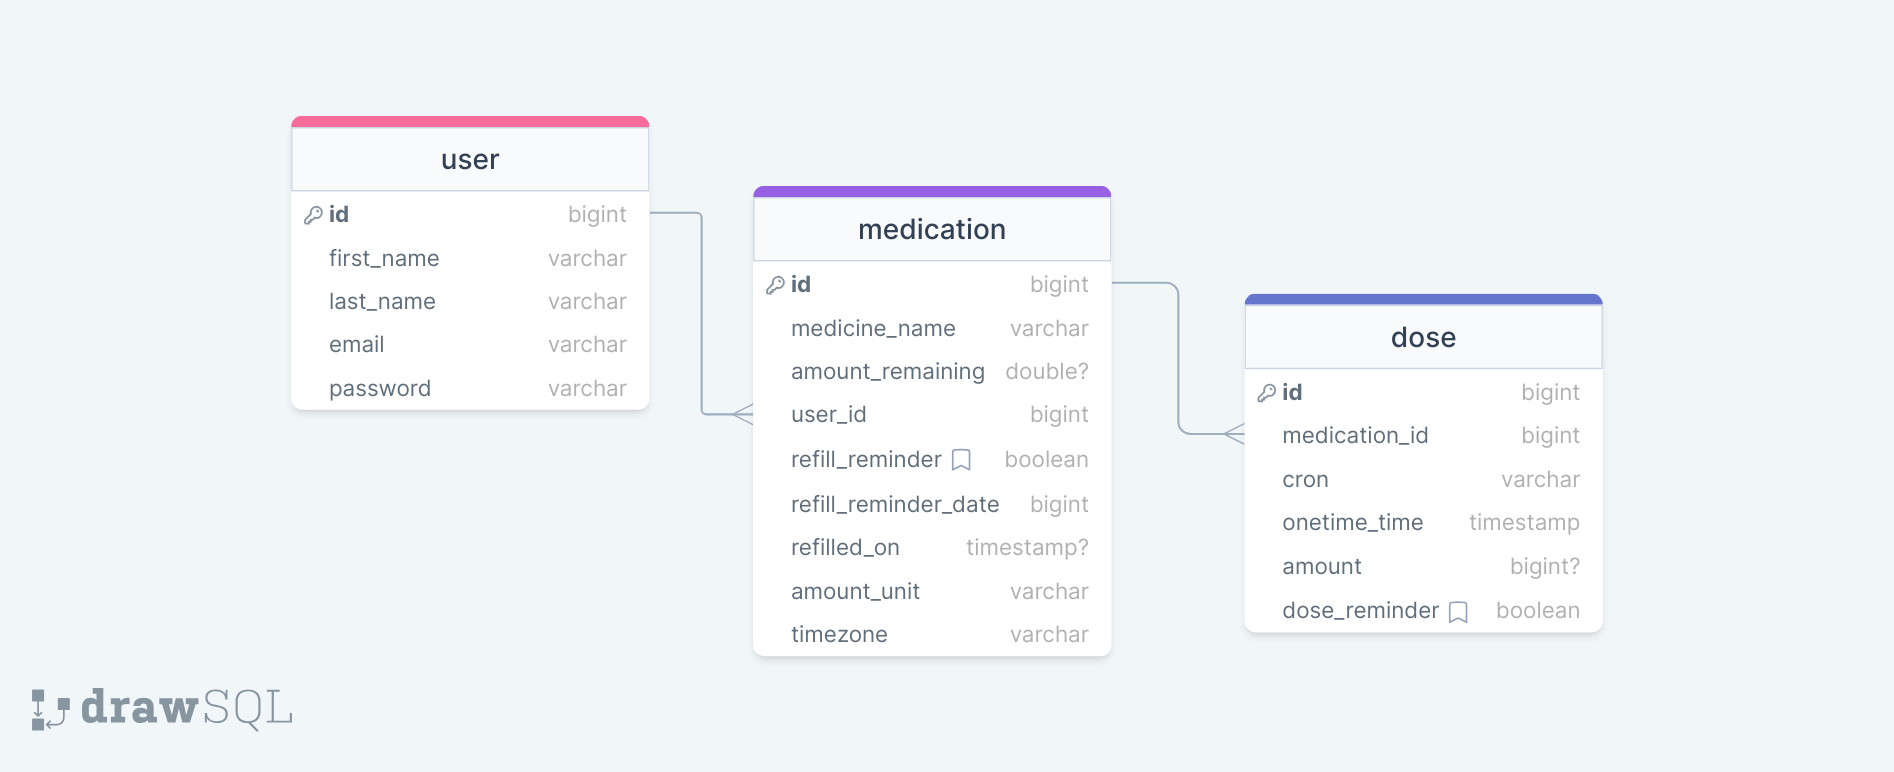 user
id bigint
first_name varchar
last_name varchar
email varchar
password varchar
medication
id bigint
medicine_name varchar
amount_remaining double?
user_id bigint
refill_reminder boolean
refill_reminder_date bigint
refilled_on timestamp?
amount_unit varchar
timezone varchar
dose
id bigint
medication_id bigint
cron varchar
onetime_time timestamp
amount bigint?
dose_reminder boolean
drawSQL